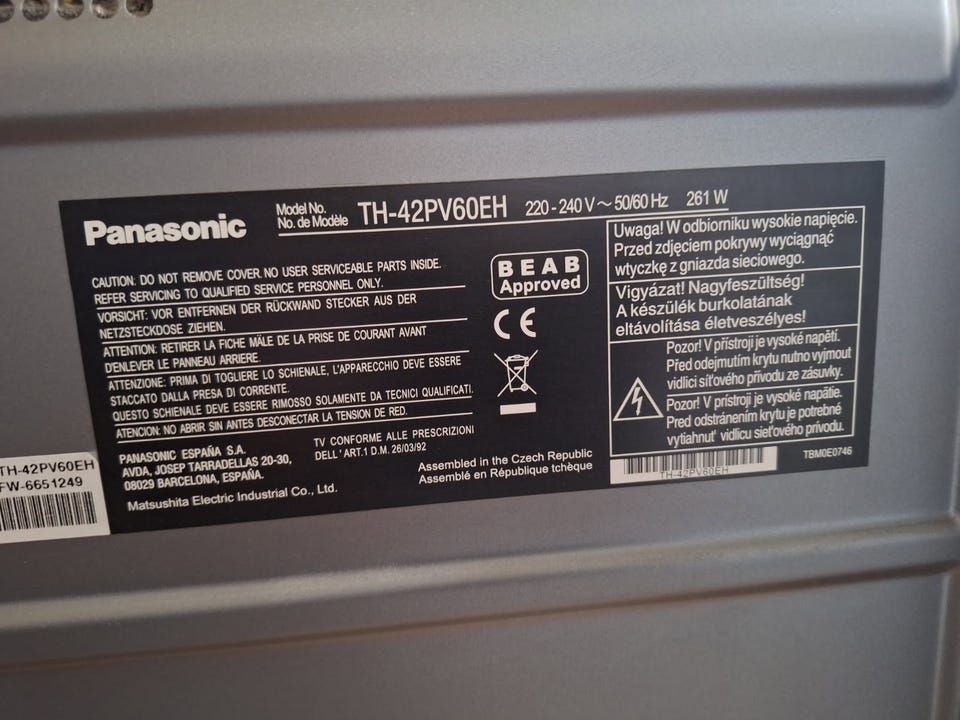 Panasonic
Model No.
No. de Modèle
TH-42PV60EH
220 - 240 V ~ 50/60 Hz
261 W
CAUTION: DO NOT REMOVE COVER. NO USER SERVICEABLE PARTS INSIDE.
REFER SERVICING TO QUALIFIED SERVICE PERSONNEL ONLY.
VORSICHT: VOR ENTFERNEN DER RÜCKWAND STECKER AUS DER
NETZSTECKDOSE ZIEHEN.
ATTENTION: RETIRER LA FICHE MÂLE DE LA PRISE DE COURANT AVANT
D'ENLEVER LE PANNEAU ARRIERE.
ATTENZIONE: PRIMA DI TOGLIERE LO SCHIENALE, L'APPARECCHIO DEVE ESSERE
STACCATO DALLA PRESA DI CORRENTE.
QUESTO SCHIENALE DEVE ESSERE RIMOSSO SOLAMENTE DA TECNICI QUALIFICATI.
ATENCION: NO ABRIR SIN ANTES DESCONECTAR LA TENSION DE RED.
PANASONIC ESPAÑA S.A.
AVDA, JOSEP TARRADELLAS 20-30,
08029 BARCELONA, ESPAÑA.
Matsushita Electric Industrial Co., Ltd.
TV CONFORME ALLE PRESCRIZIONI
DELL' ART.1 D.M. 26/03/92
BEAB
Approved
CE
Assembled in the Czech Republic
Assemblé en République tchèque
Uwaga! W odbiorniku wysokie napięcie.
Przed zdjęciem pokrywy wyciągnąć
wtyczkę z gniazda sieciowego.
Vigyázat! Nagyfeszültség!
A készülék burkolatának
eltávolítása életveszélyes!
Pozor! V přístroji je vysoké napětí.
Před odejmutím krytu nutno vyjmout
vidlici síťového přívodu ze zásuvky.
Pozor! V prístroji je vysoké napätie.
Pred odstránením krytu je potrebné
vytiahnuť vidlicu sieťového prívodu.
TH-42PV60EH
TBM0E0746
TH-42PV60EH
FW-6651249